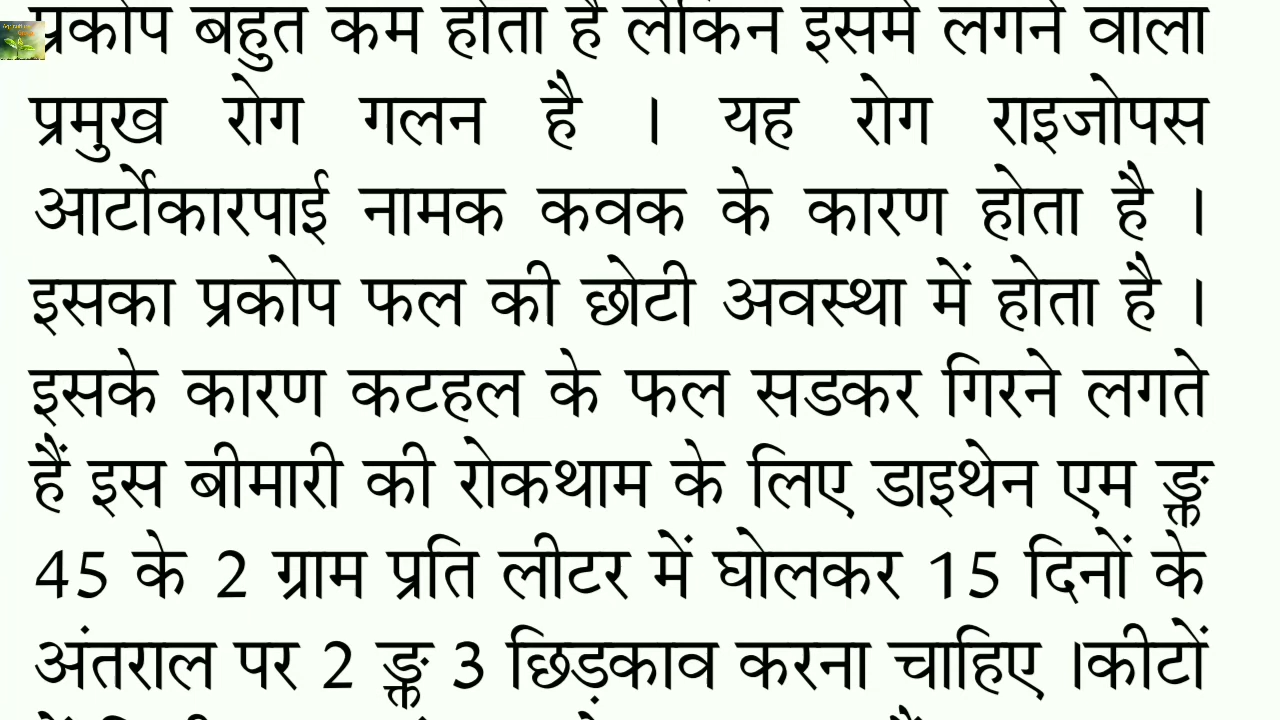 प्रकोप बहुत कम होता है लेकिन इसमें लगने वाला
प्रमुख रोग गलन है । यह रोग राइजोपस
आर्टोकारपाई नामक कवक के कारण होता है ।
इसका प्रकोप फल की छोटी अवस्था में होता है ।
इसके कारण कटहल के फल सडकर गिरने लगते
हैं इस बीमारी की रोकथाम के लिए डाइथेन एम ङ्क
45 के 2 ग्राम प्रति लीटर में घोलकर 15 दिनों के
अंतराल पर 2 ङ्क 3 छिड़काव करना चाहिए ।कीटों